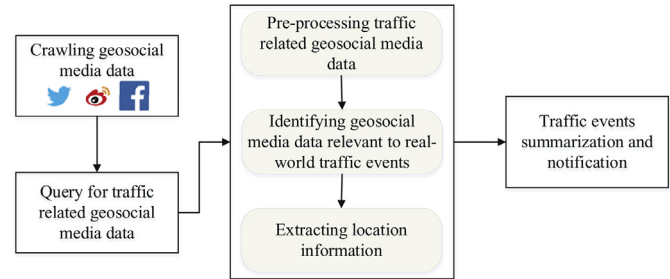 Crawling geosocial
media data
Query for traffic
related geosocial
media data
Pre-processing traffic
related geosocial media
data
Identifying geosocial
media data relevant to real-
world traffic events
Extracting location
information
Traffic events
summarization and
notification